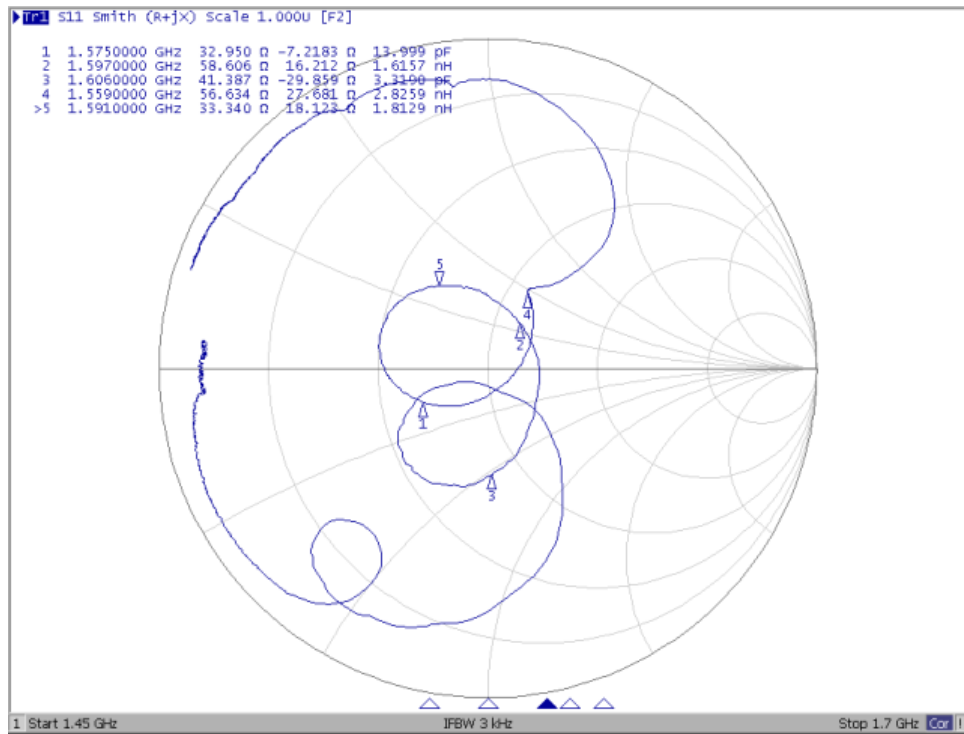 Tr1 S11 Smith (R+jX) Scale 1.000U [F2]
1 1.5750000 GHz 32.950 Ω -7.2183 Ω 13.999 pF
2 1.5970000 GHz 58.606 Ω 16.212 Ω 1.6157 nH
3 1.6060000 GHz 41.387 Ω -29.859 Ω 3.3190 pF
4 1.5590000 GHz 56.634 Ω 27.681 Ω 2.8259 nH
>5 1.5910000 GHz 33.340 Ω 18.123 Ω 1.8129 nH
5
4
2
1
3
1 Start 1.45 GHz IFBW 3 kHz Stop 1.7 GHz Cor !